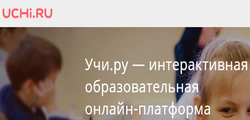 UCHi.RU
Учи.ру — интерактивная
образовательная
онлайн-платформа